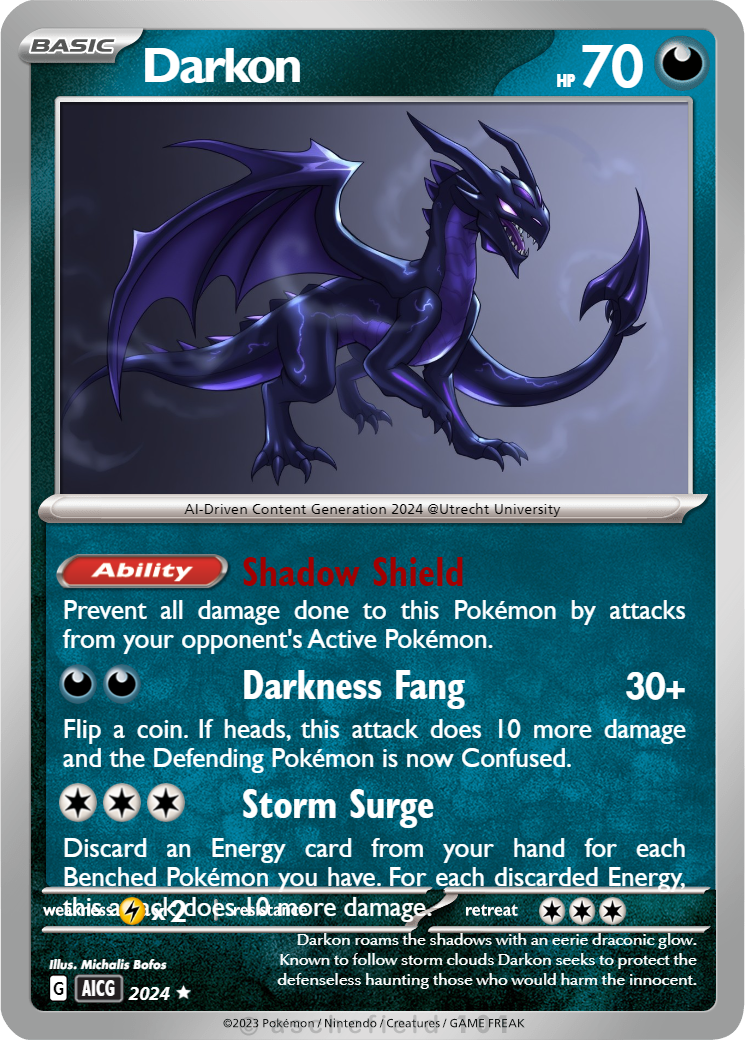 BASIC
Darkon
HP 70
AI-Driven Content Generation 2024 @Utrecht University
Ability Shadow Shield
Prevent all damage done to this Pokémon by attacks
from your opponent's Active Pokémon.
Darkness Fang 30+
Flip a coin. If heads, this attack does 10 more damage
and the Defending Pokémon is now Confused.
Storm Surge
Discard an Energy card from your hand for each
Benched Pokémon you have. For each discarded Energy,
this attack does 10 more damage.
weakness x2 resistance retreat
Darkon roams the shadows with an eerie draconic glow.
Known to follow storm clouds Darkon seeks to protect the
defenseless haunting those who would harm the innocent.
Illus. Michalis Bofos
G AICG 2024 ★
©2023 Pokémon / Nintendo / Creatures / GAME FREAK